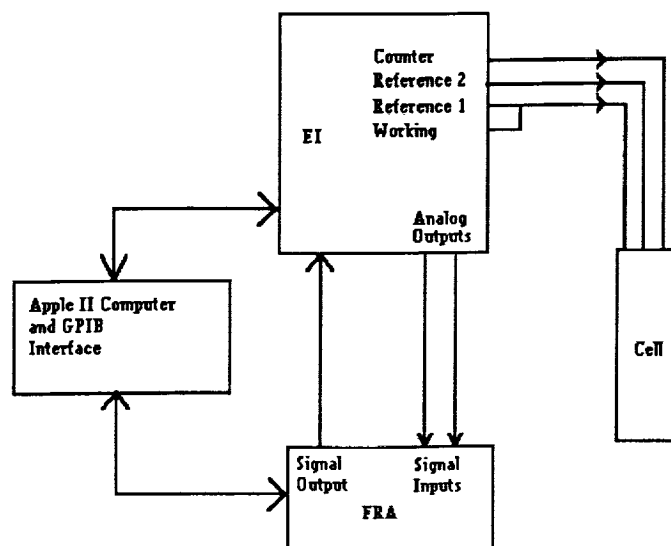 Counter
Reference 2
Reference 1
Working
EI
Analog
Outputs
Apple II Computer
and GPIB
Interface
Cell
Signal
Output
Signal
Inputs
FRA